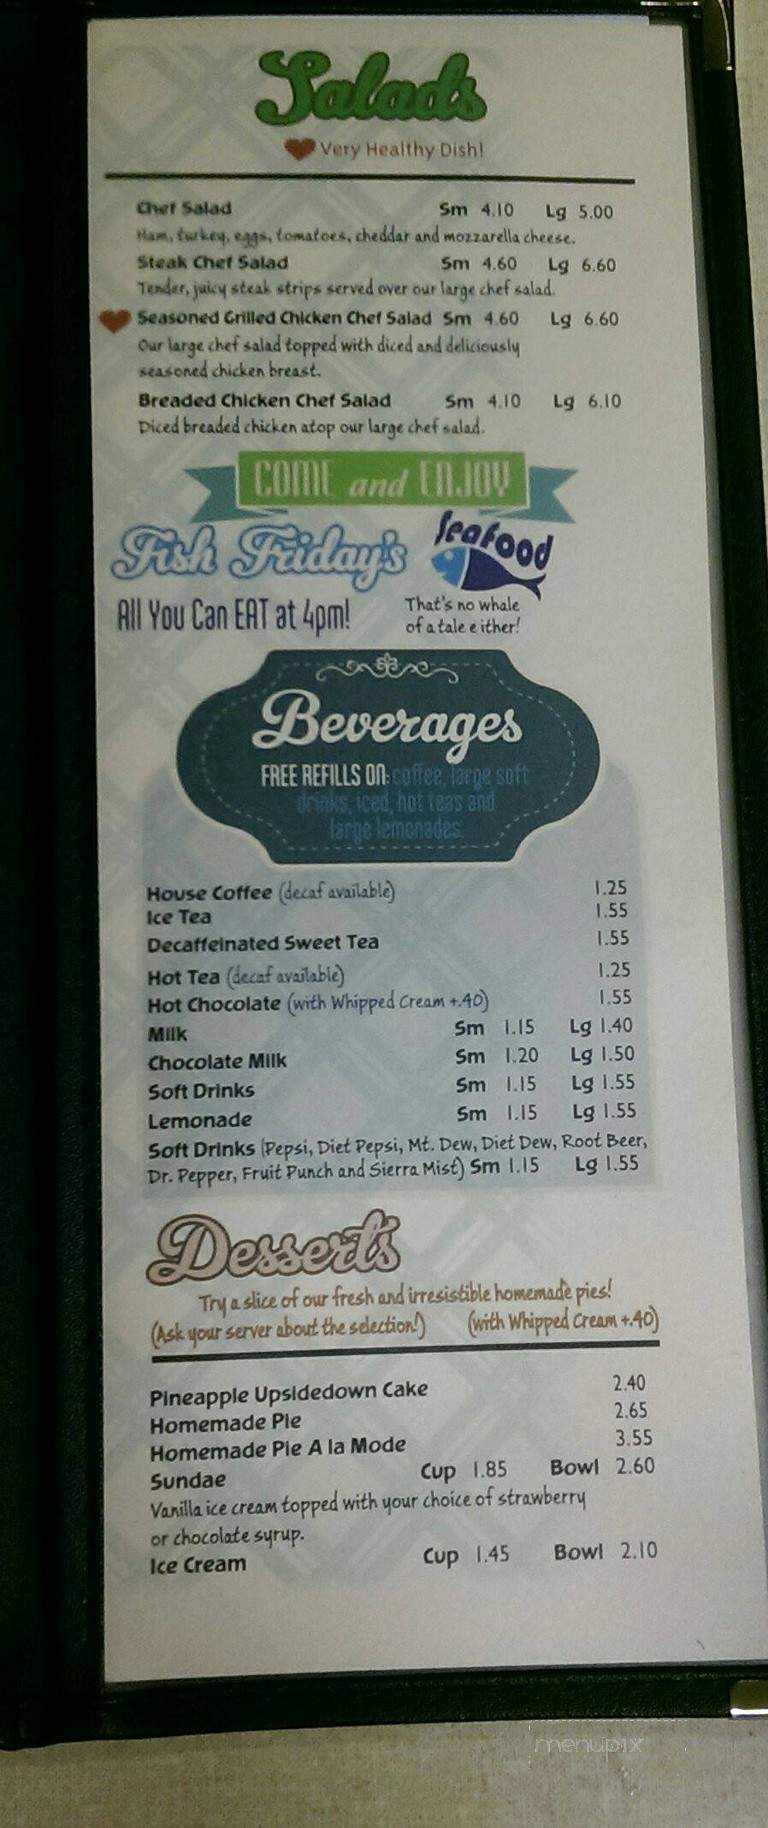 Salads
Very Healthy Dish!
Chef Salad Sm 4.10 Lg 5.00
Ham, turkey, eggs, tomatoes, cheddar and mozzarella cheese.
Steak Chef Salad Sm 4.60 Lg 6.60
Tender, juicy steak strips served over our large chef salad.
Seasoned Grilled Chicken Chef Salad Sm 4.60 Lg 6.60
Our large chef salad topped with diced and deliciously
seasoned chicken breast.
Breaded Chicken Chef Salad Sm 4.10 Lg 6.10
Diced breaded chicken atop our large chef salad.
COME and ENJOY
Fish Friday's Seafood
All You Can EAT at 4pm! That's no whale
of a tale either!
Beverages
FREE REFILLS ON: coffee, large soft
drinks, iced, hot teas and
large lemonades.
House Coffee (decaf available) 1.25
Ice Tea 1.55
Decaffeinated Sweet Tea 1.55
Hot Tea (decaf available) 1.25
Hot Chocolate (with Whipped Cream +.40) 1.55
Milk Sm 1.15 Lg 1.40
Chocolate Milk Sm 1.20 Lg 1.50
Soft Drinks Sm 1.15 Lg 1.55
Lemonade Sm 1.15 Lg 1.55
Soft Drinks (Pepsi, Diet Pepsi, Mt. Dew, Diet Dew, Root Beer,
Dr. Pepper, Fruit Punch and Sierra Mist) Sm 1.15 Lg 1.55
Desserts
Try a slice of our fresh and irresistible homemade pies!
(Ask your server about the selection!) (with Whipped Cream +.40)
Pineapple Upsidedown Cake 2.40
Homemade Pie 2.65
Homemade Pie A la Mode 3.55
Sundae Cup 1.85 Bowl 2.60
Vanilla ice cream topped with your choice of strawberry
or chocolate syrup.
Ice Cream Cup 1.45 Bowl 2.10
menupix